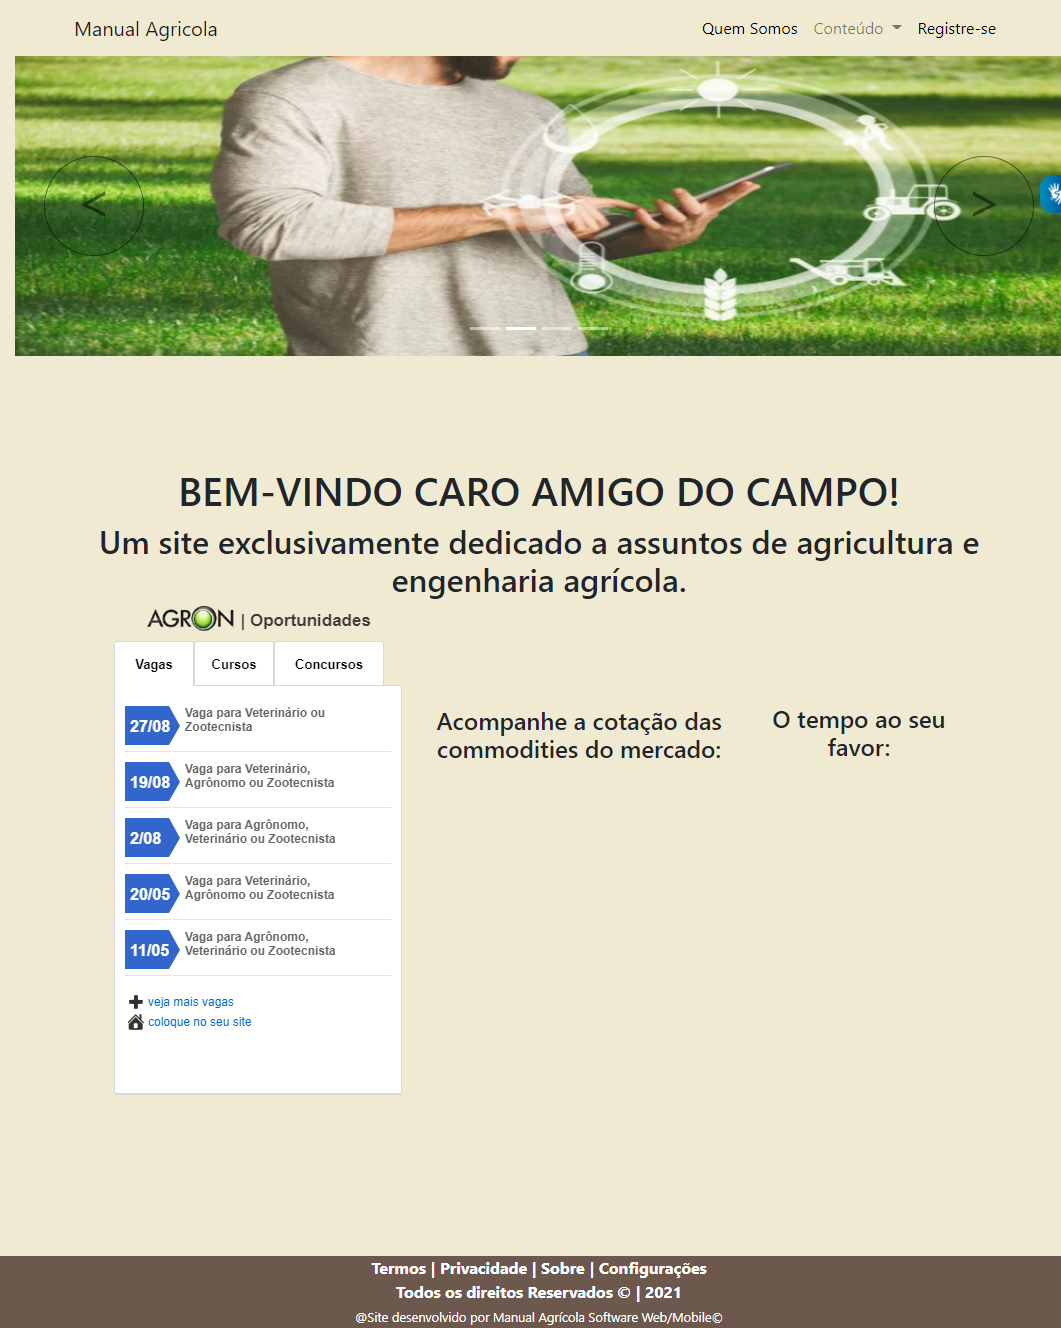 Manual Agricola
Quem Somos
Conteúdo
Registre-se
<
>
BEM-VINDO CARO AMIGO DO CAMPO!
Um site exclusivamente dedicado a assuntos de agricultura e
engenharia agrícola.
AGRON | Oportunidades
Vagas
Cursos
Concursos
27/08
Vaga para Veterinário ou
Zootecnista
19/08
Vaga para Veterinário,
Agrônomo ou Zootecnista
2/08
Vaga para Agrônomo,
Veterinário ou Zootecnista
20/05
Vaga para Veterinário,
Agrônomo ou Zootecnista
11/05
Vaga para Agrônomo,
Veterinário ou Zootecnista
veja mais vagas
coloque no seu site
Acompanhe a cotação das
commodities do mercado:
O tempo ao seu
favor:
Termos | Privacidade | Sobre | Configurações
Todos os direitos Reservados © | 2021
@Site desenvolvido por Manual Agrícola Software Web/Mobile©